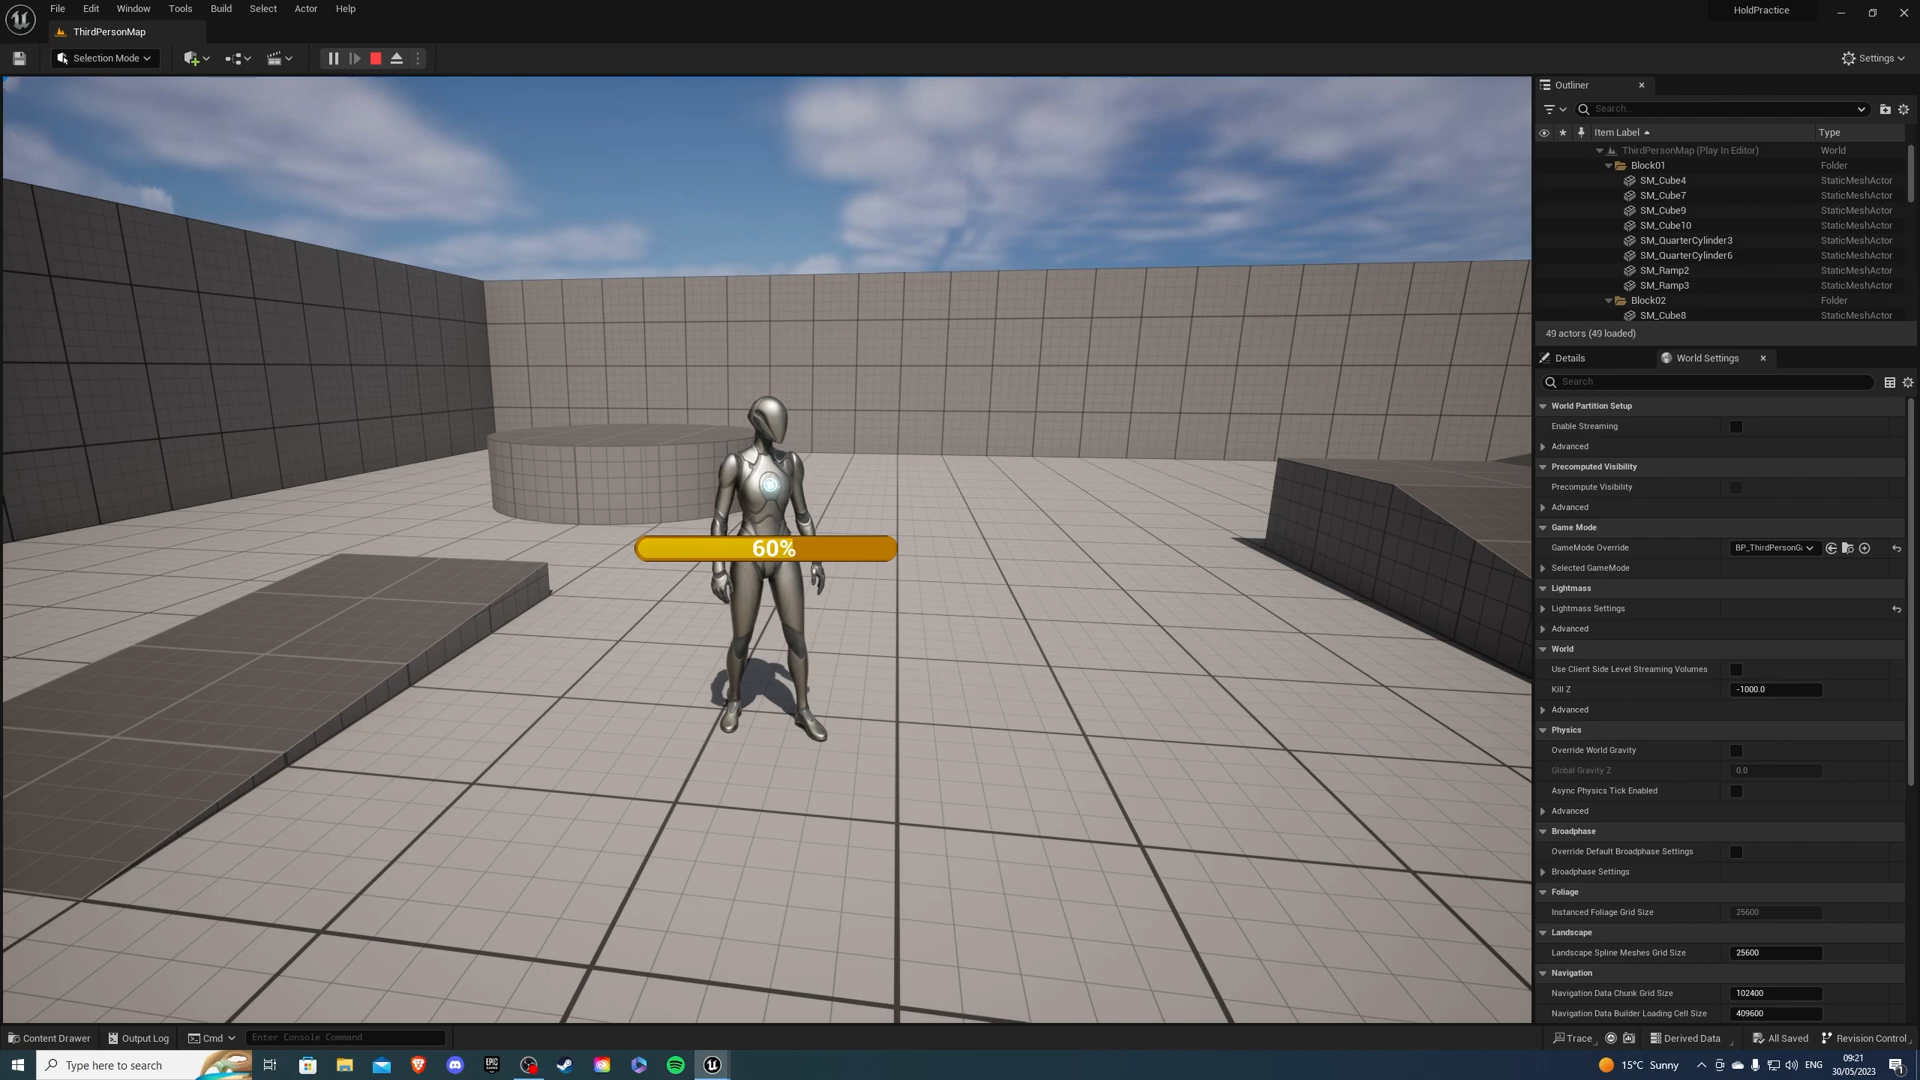 File Edit Window Tools Build Select Actor Help
HoldPractice
ThirdPersonMap
Selection Mode
Settings
Outliner
Search...
Item Label Type
ThirdPersonMap (Play In Editor) World
Block01 Folder
SM_Cube4 StaticMeshActor
SM_Cube7 StaticMeshActor
SM_Cube9 StaticMeshActor
SM_Cube10 StaticMeshActor
SM_QuarterCylinder3 StaticMeshActor
SM_QuarterCylinder6 StaticMeshActor
SM_Ramp2 StaticMeshActor
SM_Ramp3 StaticMeshActor
Block02 Folder
SM_Cube8 StaticMeshActor
49 actors (49 loaded)
Details World Settings
Search
World Partition Setup
Enable Streaming
Advanced
Precomputed Visibility
Precompute Visibility
Advanced
Game Mode
GameMode Override BP_ThirdPersonGa
Selected GameMode
Lightmass
Lightmass Settings
Advanced
World
Use Client Side Level Streaming Volumes
Kill Z -1000.0
Advanced
Physics
Override World Gravity
Global Gravity Z 0.0
Async Physics Tick Enabled
Advanced
Broadphase
Override Default Broadphase Settings
Broadphase Settings
Foliage
Instanced Foliage Grid Size 25600
Landscape
Landscape Spline Meshes Grid Size 25600
Navigation
Navigation Data Chunk Grid Size 102400
Navigation Data Builder Loading Cell Size 409600
60%
Content Drawer Output Log Cmd Enter Console Command Trace Derived Data All Saved Revision Control
Type here to search
EPIC GAMES
15°C Sunny ENG
09:21
30/05/2023